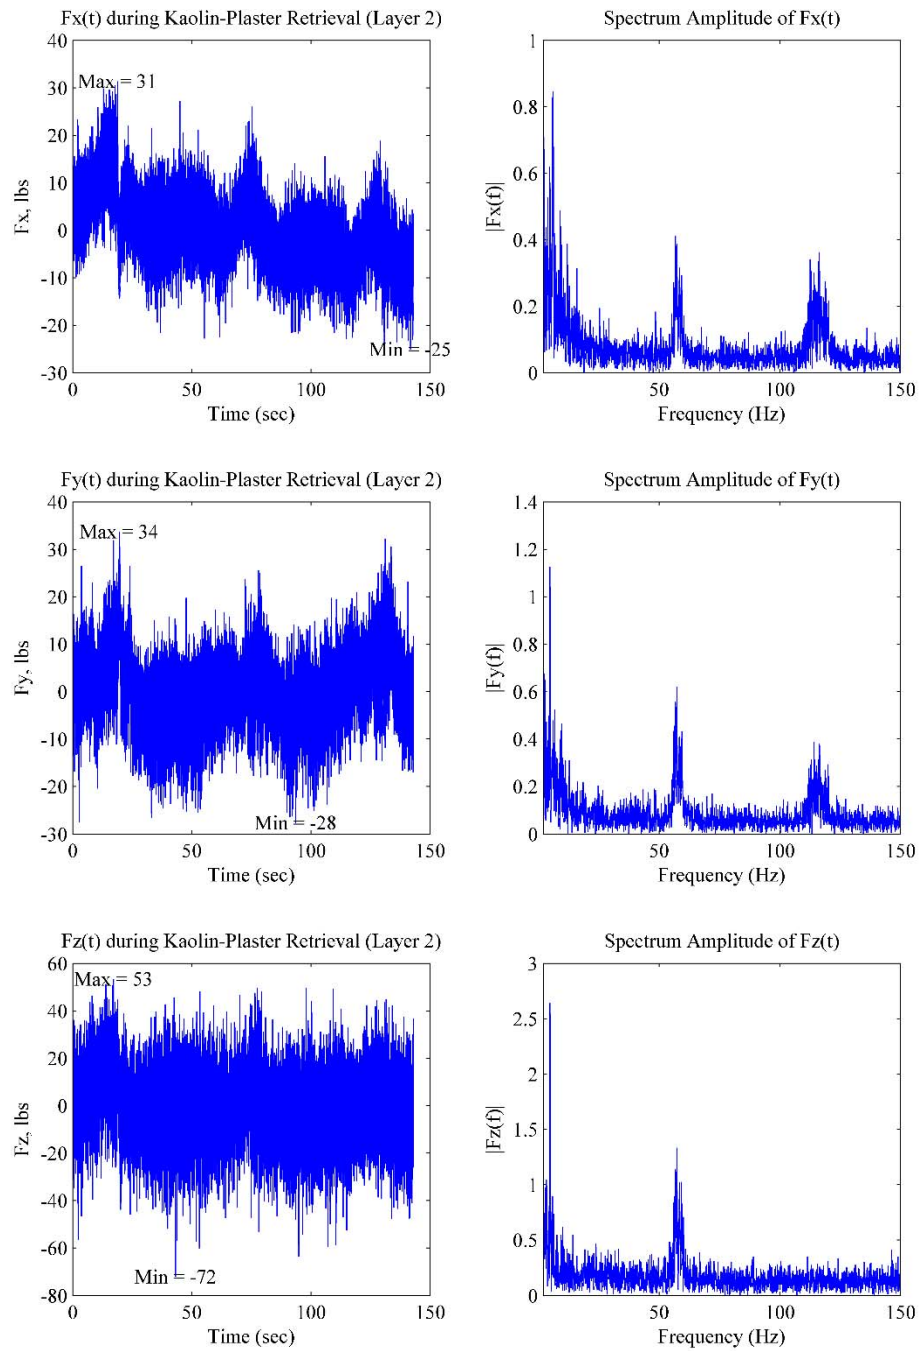 Fx(t) during Kaolin-Plaster Retrieval (Layer 2)
40
30
20
10
0
-10
-20
-30
Fx, lbs
Max = 31
Min = -25
0
50
100
150
Time (sec)
Spectrum Amplitude of Fx(t)
1
0.8
0.6
0.4
0.2
0
|Fx(f)|
50
100
150
Frequency (Hz)
Fy(t) during Kaolin-Plaster Retrieval (Layer 2)
40
30
20
10
0
-10
-20
-30
Fy, lbs
Max = 34
Min = -28
0
50
100
150
Time (sec)
Spectrum Amplitude of Fy(t)
1.4
1.2
1
0.8
0.6
0.4
0.2
0
|Fy(f)|
50
100
150
Frequency (Hz)
Fz(t) during Kaolin-Plaster Retrieval (Layer 2)
60
40
20
0
-20
-40
-60
-80
Fz, lbs
Max = 53
Min = -72
0
50
100
150
Time (sec)
Spectrum Amplitude of Fz(t)
3
2.5
2
1.5
1
0.5
0
|Fz(f)|
50
100
150
Frequency (Hz)